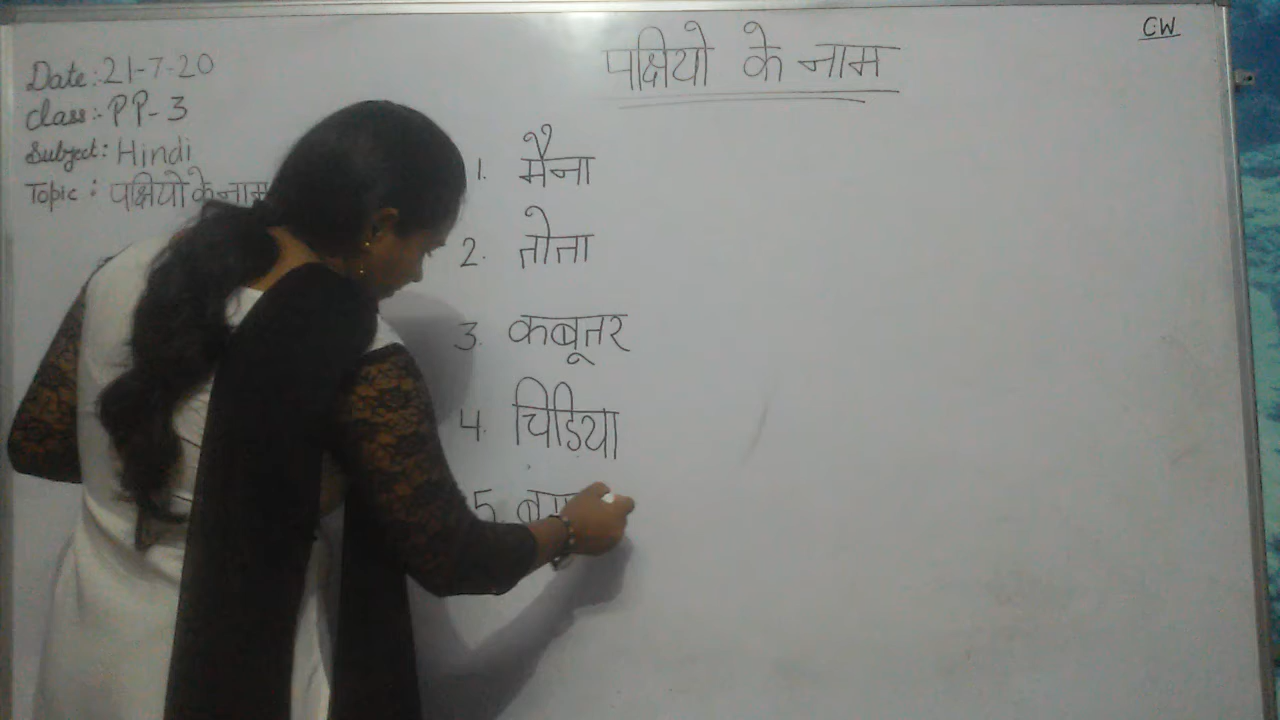 CW
पक्षियो के नाम
Date:- 21-7-20
Class:- PP-3
Subject: Hindi
Topic: पक्षियो के नाम
1. मैना
2. तोता
3. कबूतर
4. चिडिया
5.